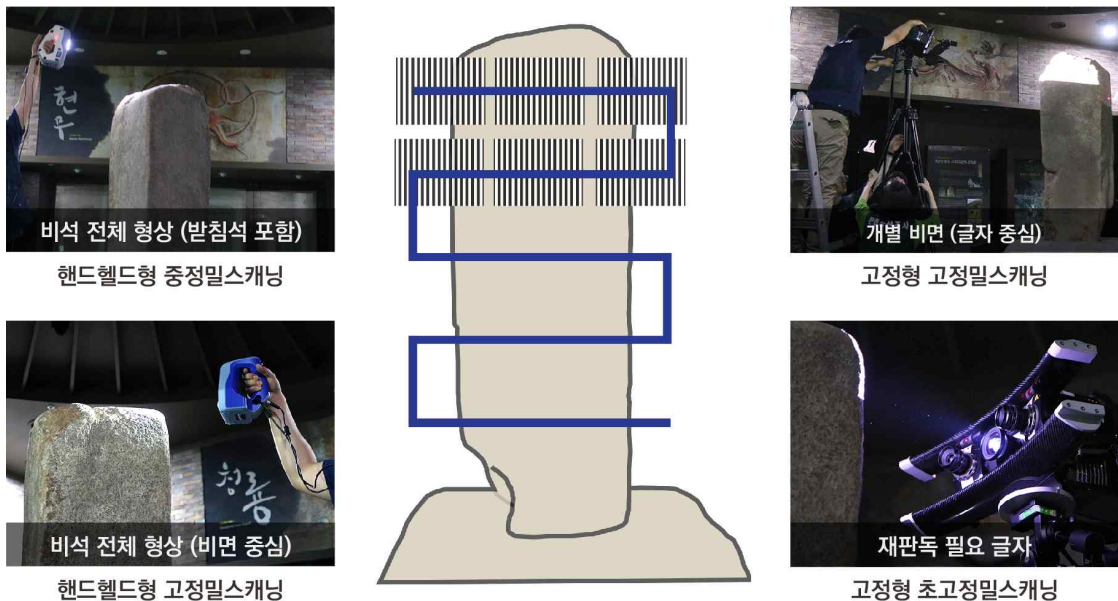 현무
비석 전체 형상 (받침석 포함)
핸드헬드형 중정밀스캐닝
개별 비면 (글자 중심)
고정형 고정밀스캐닝
청룡
비석 전체 형상 (비면 중심)
핸드헬드형 고정밀스캐닝
재판독 필요 글자
고정형 초고정밀스캐닝